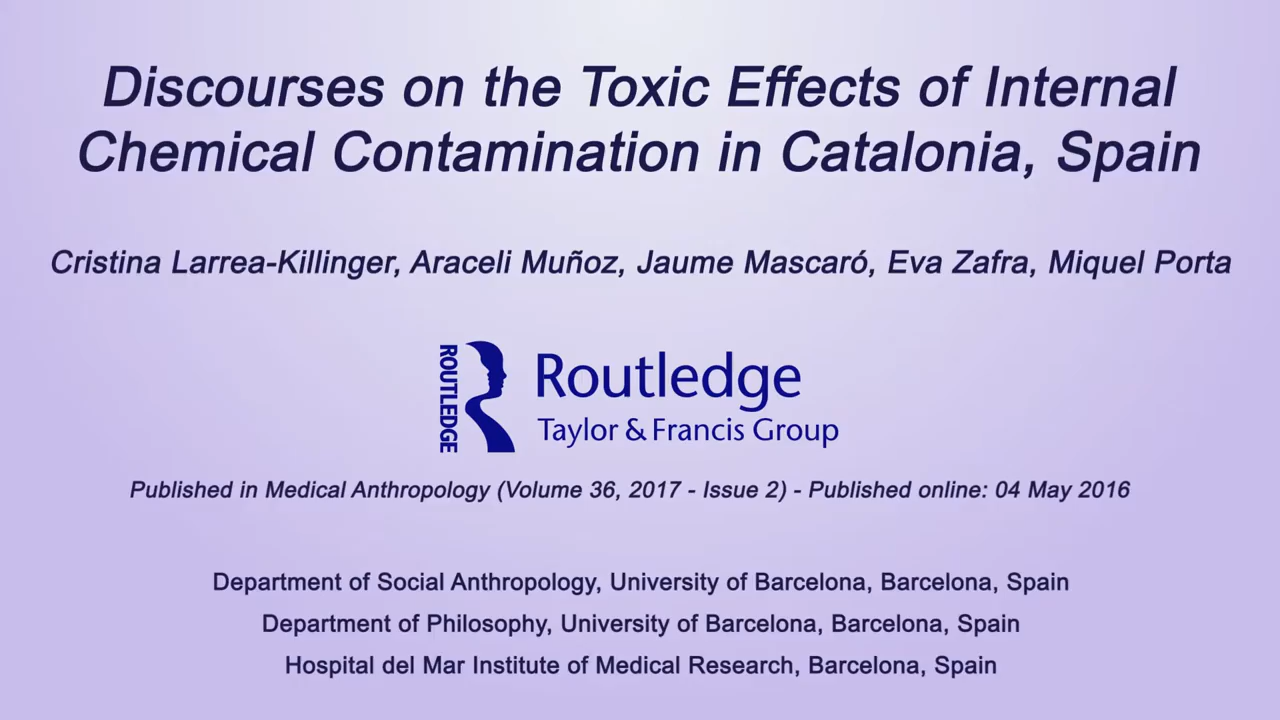 Discourses on the Toxic Effects of Internal
Chemical Contamination in Catalonia, Spain
Cristina Larrea-Killinger, Araceli Muñoz, Jaume Mascaró, Eva Zafra, Miquel Porta
ROUTLEDGE
Routledge
Taylor & Francis Group
Published in Medical Anthropology (Volume 36, 2017 - Issue 2) - Published online: 04 May 2016
Department of Social Anthropology, University of Barcelona, Barcelona, Spain
Department of Philosophy, University of Barcelona, Barcelona, Spain
Hospital del Mar Institute of Medical Research, Barcelona, Spain